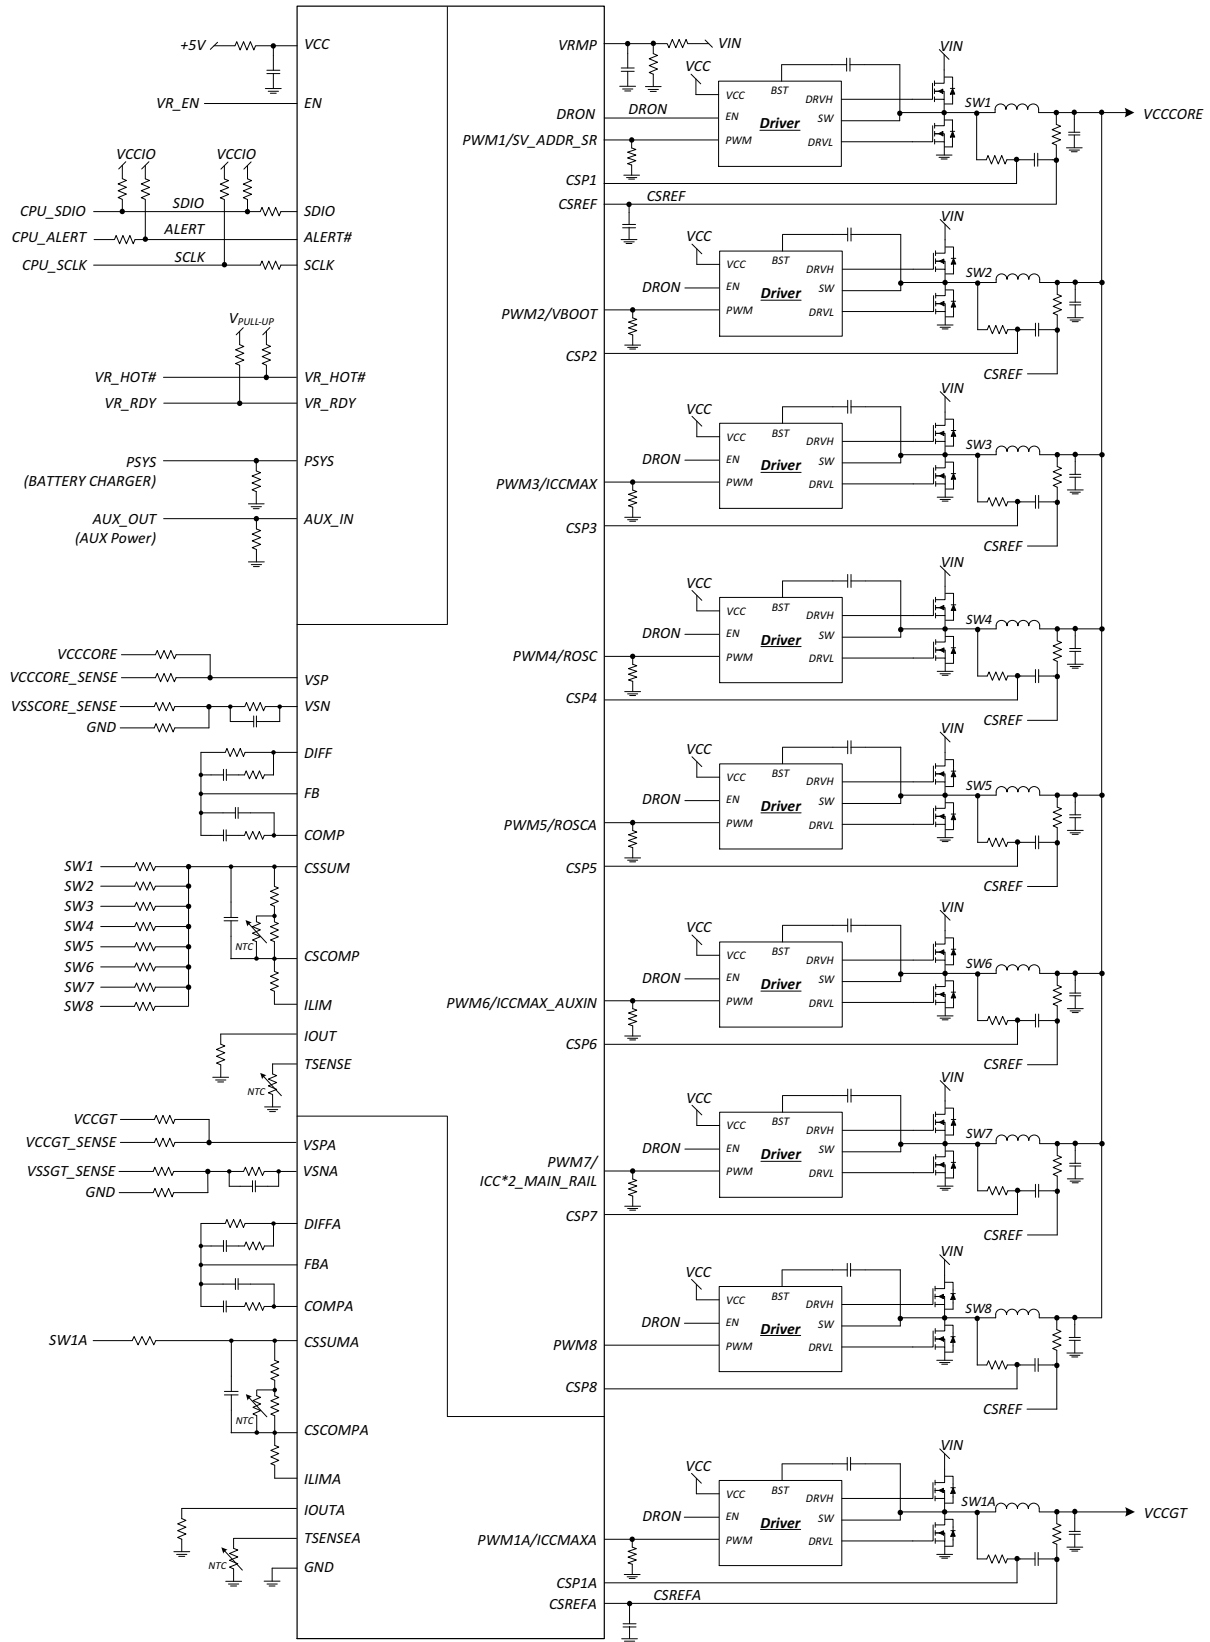 +5V
VCC
VR_EN
EN
VCCIO
VCCIO
CPU_SDIO
SDIO
SDIO
CPU_ALERT
ALERT
ALERT#
CPU_SCLK
SCLK
SCLK
VPULL-UP
VR_HOT#
VR_HOT#
VR_RDY
VR_RDY
PSYS
(BATTERY CHARGER)
PSYS
AUX_OUT
(AUX Power)
AUX_IN
VCCCORE
VCCCORE_SENSE
VSP
VSSCORE_SENSE
VSN
GND
DIFF
FB
COMP
SW1
CSSUM
SW2
SW3
SW4
SW5
NTC
SW6
CSCOMP
SW7
SW8
ILIM
IOUT
TSENSE
NTC
VCCGT
VCCGT_SENSE
VSPA
VSSGT_SENSE
VSNA
GND
DIFFA
FBA
COMPA
SW1A
CSSUMA
NTC
CSCOMPA
ILIMA
IOUTA
TSENSEA
NTC
GND
VRMP
VIN
VCC
VIN
VCC
BST
DRVH
SW1
DRON
DRON
EN
Driver
SW
VCCCORE
PWM1/SV_ADDR_SR
PWM
DRVL
CSP1
CSREF
CSREF
VCC
VIN
VCC
BST
DRVH
SW2
DRON
EN
Driver
SW
PWM2/VBOOT
PWM
DRVL
CSP2
CSREF
VCC
VIN
VCC
BST
DRVH
SW3
DRON
EN
Driver
SW
PWM3/ICCMAX
PWM
DRVL
CSP3
CSREF
VCC
VIN
VCC
BST
DRVH
SW4
DRON
EN
Driver
SW
PWM4/ROSC
PWM
DRVL
CSP4
CSREF
VCC
VIN
VCC
BST
DRVH
SW5
DRON
EN
Driver
SW
PWM5/ROSCA
PWM
DRVL
CSP5
CSREF
VCC
VIN
VCC
BST
DRVH
SW6
DRON
EN
Driver
SW
PWM6/ICCMAX_AUXIN
PWM
DRVL
CSP6
CSREF
VCC
VIN
VCC
BST
DRVH
SW7
DRON
EN
Driver
SW
PWM7/
ICC*2_MAIN_RAIL
PWM
DRVL
CSP7
CSREF
VCC
VIN
VCC
BST
DRVH
SW8
DRON
EN
Driver
SW
PWM8
PWM
DRVL
CSP8
CSREF
VCC
VIN
VCC
BST
DRVH
SW1A
DRON
EN
Driver
SW
VCCGT
PWM1A/ICCMAXA
PWM
DRVL
CSP1A
CSREFA
CSREFA